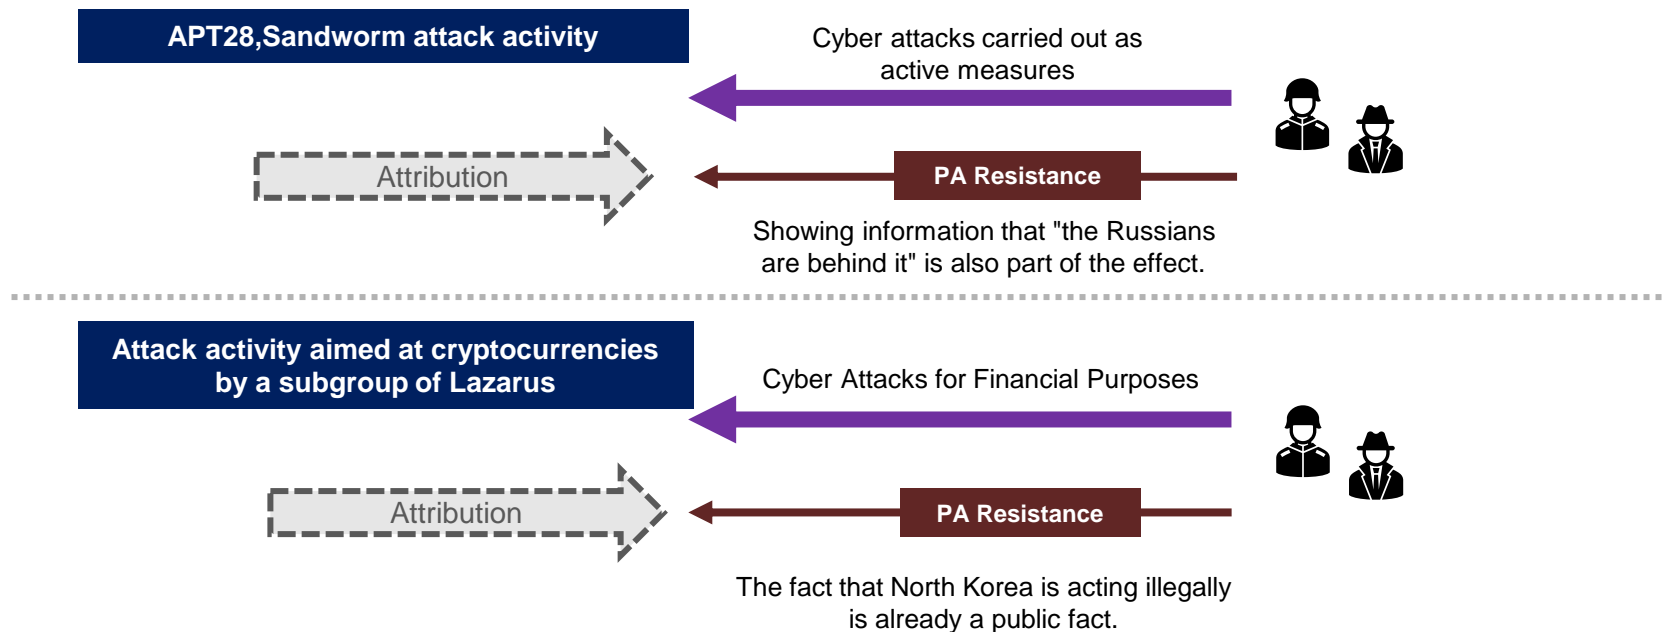 APT28,Sandworm attack activity
Cyber attacks carried out as
active measures
Attribution
PA Resistance
Showing information that "the Russians
are behind it" is also part of the effect.
Attack activity aimed at cryptocurrencies
by a subgroup of Lazarus
Cyber Attacks for Financial Purposes
Attribution
PA Resistance
The fact that North Korea is acting illegally
is already a public fact.